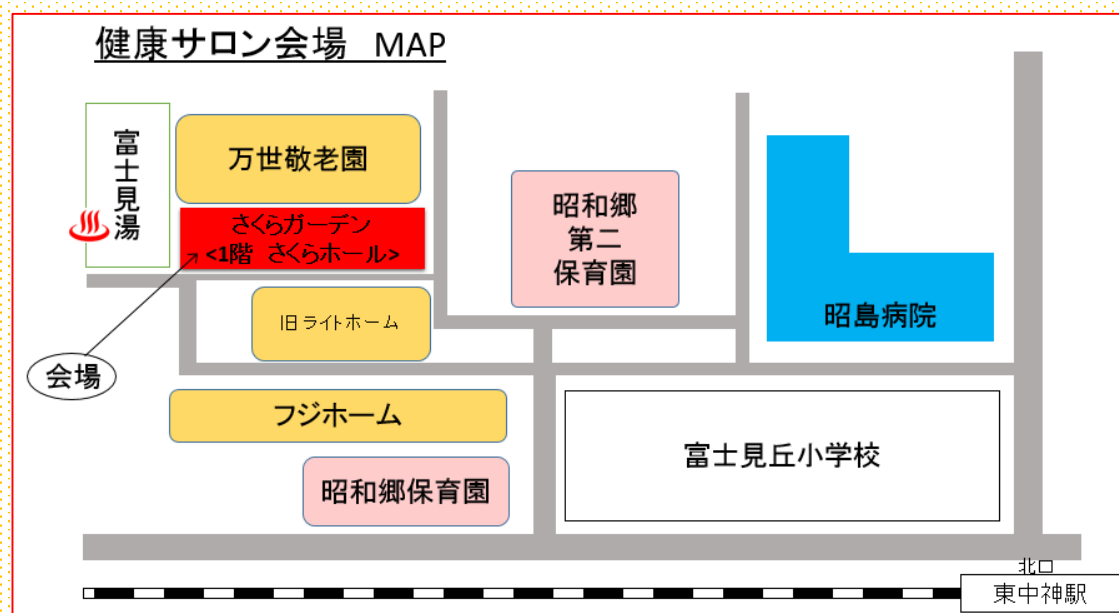 健康サロン会場 MAP
富士見湯
万世敬老園
さくらガーデン
<1階 さくらホール>
昭和郷
第二
保育園
昭島病院
旧ライトホーム
会場
フジホーム
富士見丘小学校
昭和郷保育園
北口
東中神駅